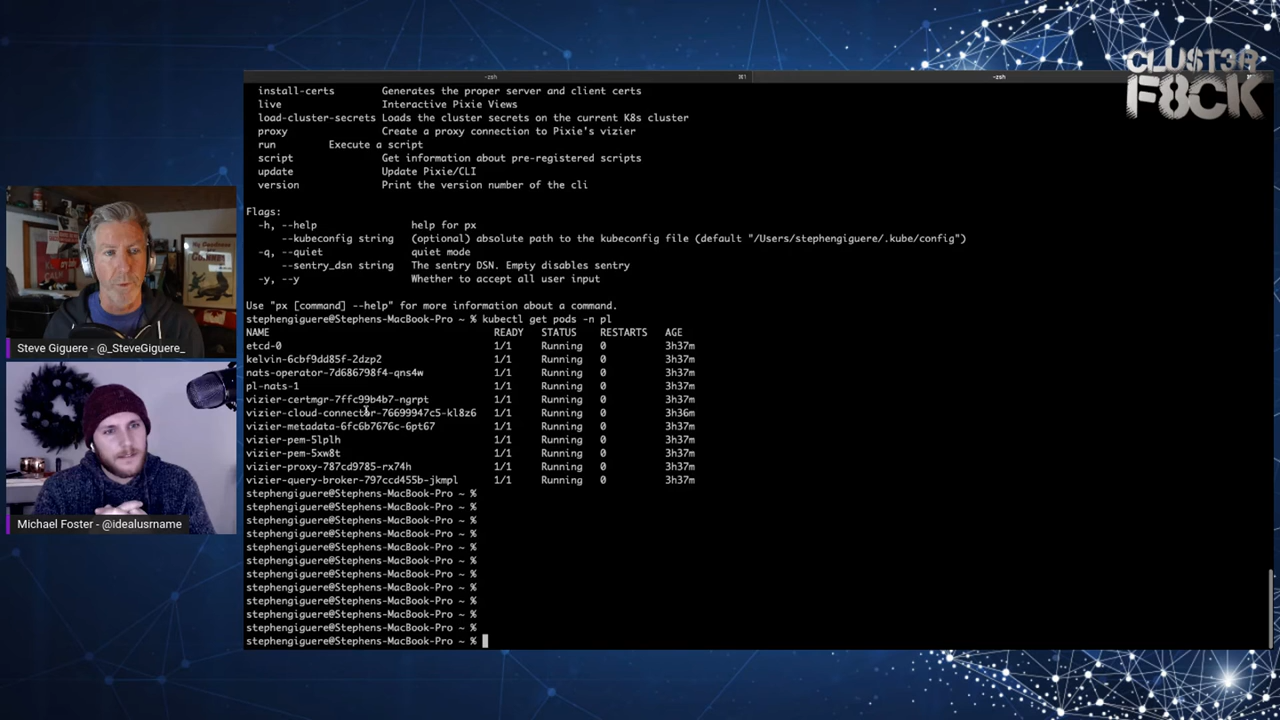 CLUST3R
F8CK
-zsh
⌘1
-zsh
install-certs Generates the proper server and client certs
live Interactive Pixie Views
load-cluster-secrets Loads the cluster secrets on the current K8s cluster
proxy Create a proxy connection to Pixie's vizier
run Execute a script
script Get information about pre-registered scripts
update Update Pixie/CLI
version Print the version number of the cli
Flags:
-h, --help help for px
--kubeconfig string (optional) absolute path to the kubeconfig file (default "/Users/stephengiguere/.kube/config")
-q, --quiet quiet mode
--sentry_dsn string The sentry DSN. Empty disables sentry
-y, --y Whether to accept all user input
Use "px [command] --help" for more information about a command.
stephengiguere@Stephens-MacBook-Pro ~ % kubectl get pods -n pl
NAME READY STATUS RESTARTS AGE
etcd-0 1/1 Running 0 3h37m
kelvin-6cbf9dd85f-2dzp2 1/1 Running 0 3h37m
nats-operator-7d686798f4-qns4w 1/1 Running 0 3h37m
pl-nats-1 1/1 Running 0 3h37m
vizier-certmgr-7ffc99b4b7-ngrpt 1/1 Running 0 3h37m
vizier-cloud-connector-76699947c5-kl8z6 1/1 Running 0 3h36m
vizier-metadata-6fc6b7676c-6pt67 1/1 Running 0 3h37m
vizier-pem-5lplh 1/1 Running 0 3h37m
vizier-pem-5xw8t 1/1 Running 0 3h37m
vizier-proxy-787cd9785-rx74h 1/1 Running 0 3h37m
vizier-query-broker-797ccd455b-jkmpl 1/1 Running 0 3h37m
stephengiguere@Stephens-MacBook-Pro ~ %
stephengiguere@Stephens-MacBook-Pro ~ %
stephengiguere@Stephens-MacBook-Pro ~ %
stephengiguere@Stephens-MacBook-Pro ~ %
stephengiguere@Stephens-MacBook-Pro ~ %
stephengiguere@Stephens-MacBook-Pro ~ %
stephengiguere@Stephens-MacBook-Pro ~ %
stephengiguere@Stephens-MacBook-Pro ~ %
stephengiguere@Stephens-MacBook-Pro ~ %
stephengiguere@Stephens-MacBook-Pro ~ %
stephengiguere@Stephens-MacBook-Pro ~ %
stephengiguere@Stephens-MacBook-Pro ~ %
Steve Giguere - @_SteveGiguere_
Michael Foster - @idealusrname